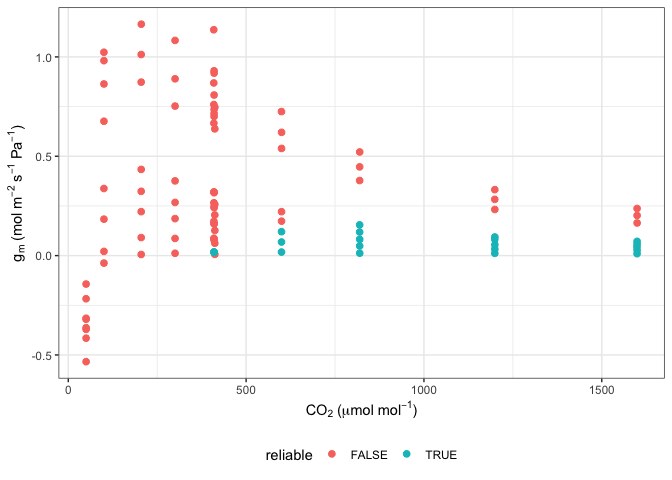 1.0
0.5
0.0
-0.5
gₘ (mol m⁻² s⁻¹ Pa⁻¹)
0 500 1000 1500
CO₂ (μmol mol⁻¹)
reliable FALSE TRUE